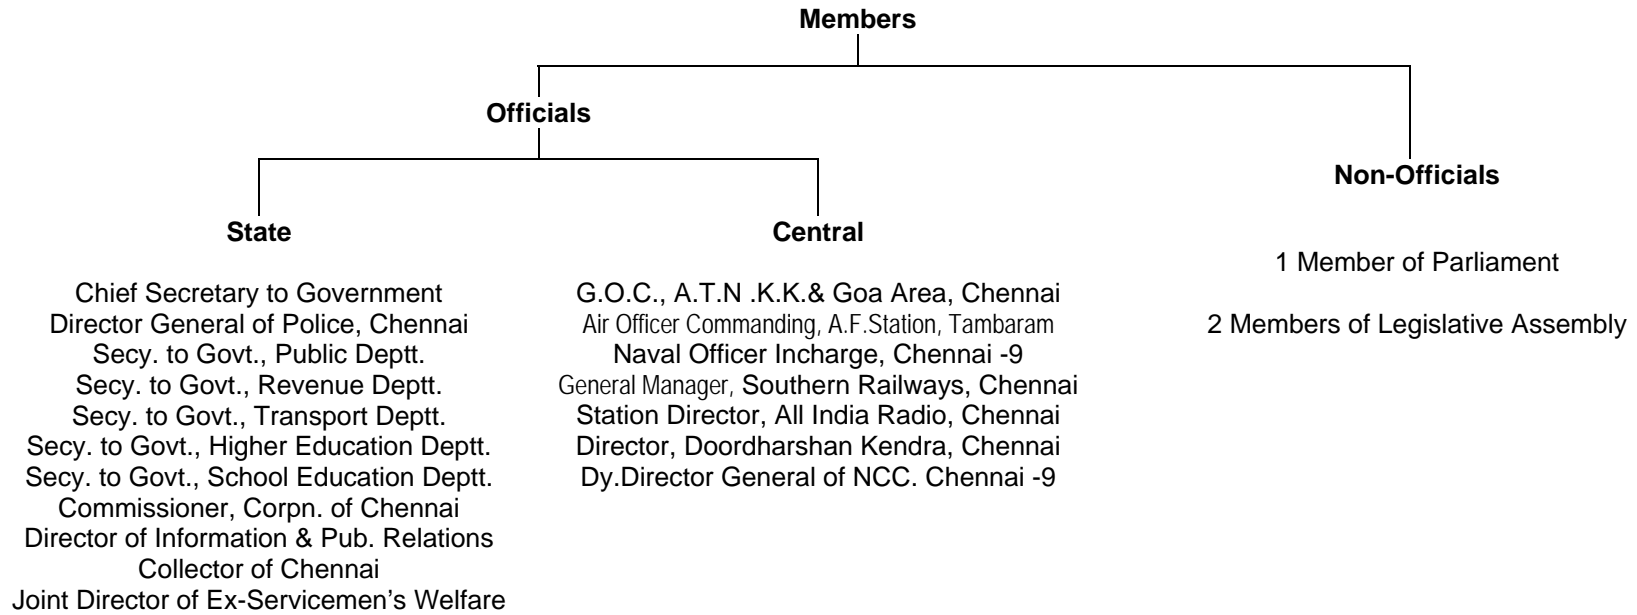 Members
Officials
Non-Officials
State
Chief Secretary to Government
Director General of Police, Chennai
Secy. to Govt., Public Deptt.
Secy. to Govt., Revenue Deptt.
Secy. to Govt., Transport Deptt.
Secy. to Govt., Higher Education Deptt.
Secy. to Govt., School Education Deptt.
Commissioner, Corpn. of Chennai
Director of Information & Pub. Relations
Collector of Chennai
Joint Director of Ex-Servicemen's Welfare
Central
G.O.C., A.T.N .K.K.& Goa Area, Chennai
Air Officer Commanding, A.F.Station, Tambaram
Naval Officer Incharge, Chennai -9
General Manager, Southern Railways, Chennai
Station Director, All India Radio, Chennai
Director, Doordharshan Kendra, Chennai
Dy.Director General of NCC. Chennai -9
1 Member of Parliament
2 Members of Legislative Assembly